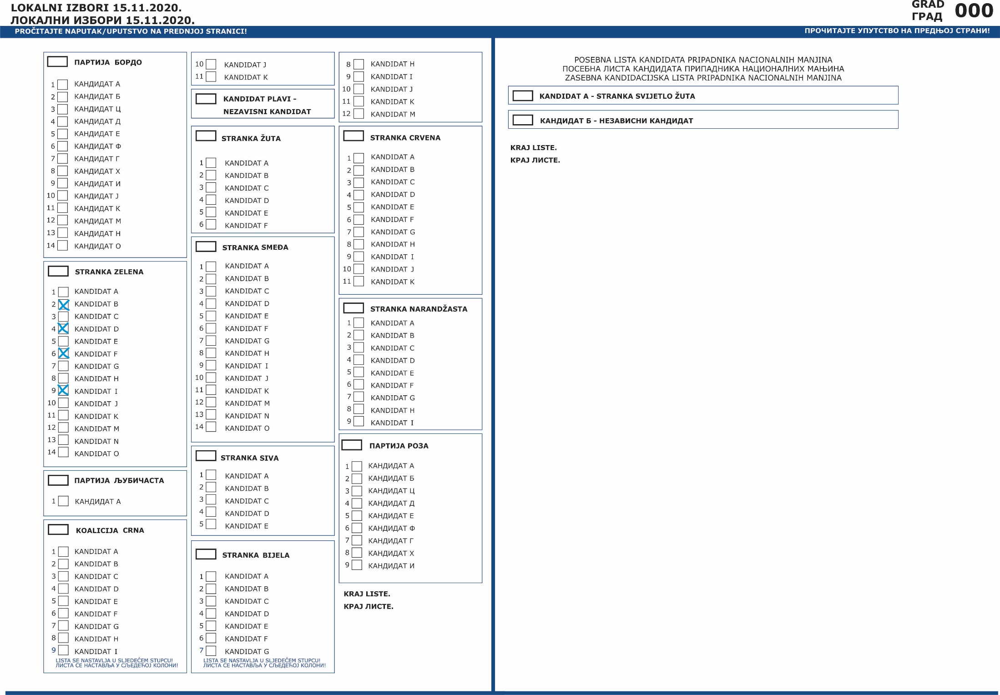 LOKALNI IZBORI 15.11.2020.
ЛОКАЛНИ ИЗБОРИ 15.11.2020.
GRAD
ГРАД
000
PROČITAJTE NAPUTAK/UPUTSTVO NA PREDNJOJ STRANICI!
ПРОЧИТАЈТЕ УПУТСТВО НА ПРЕДЊОЈ СТРАНИ!
ПАРТИЈА БОРДО
1 КАНДИДАТ А
2 КАНДИДАТ Б
3 КАНДИДАТ Ц
4 КАНДИДАТ Д
5 КАНДИДАТ Е
6 КАНДИДАТ Ф
7 КАНДИДАТ Г
8 КАНДИДАТ Х
9 КАНДИДАТ И
10 КАНДИДАТ Ј
11 КАНДИДАТ К
12 КАНДИДАТ М
13 КАНДИДАТ Н
14 КАНДИДАТ О
STRANKA ZELENA
1 KANDIDAT A
2 KANDIDAT B
3 KANDIDAT C
4 KANDIDAT D
5 KANDIDAT E
6 KANDIDAT F
7 KANDIDAT G
8 KANDIDAT H
9 KANDIDAT I
10 KANDIDAT J
11 KANDIDAT K
12 KANDIDAT M
13 KANDIDAT N
14 KANDIDAT O
ПАРТИЈА ЉУБИЧАСТА
1 КАНДИДАТ А
KOALICIJA CRNA
1 KANDIDAT A
2 KANDIDAT B
3 KANDIDAT C
4 KANDIDAT D
5 KANDIDAT E
6 KANDIDAT F
7 KANDIDAT G
8 KANDIDAT H
9 KANDIDAT I
LISTA SE NASTAVLJA U SLJEDEĆEM STUPCU!
ЛИСТА СЕ НАСТАВЉА У СЉЕДЕЋОЈ КОЛОНИ!
10 KANDIDAT J
11 KANDIDAT K
KANDIDAT PLAVI -
NEZAVISNI KANDIDAT
STRANKA ŽUTA
1 KANDIDAT A
2 KANDIDAT B
3 KANDIDAT C
4 KANDIDAT D
5 KANDIDAT E
6 KANDIDAT F
STRANKA SMEĐA
1 KANDIDAT A
2 KANDIDAT B
3 KANDIDAT C
4 KANDIDAT D
5 KANDIDAT E
6 KANDIDAT F
7 KANDIDAT G
8 KANDIDAT H
9 KANDIDAT I
10 KANDIDAT J
11 KANDIDAT K
12 KANDIDAT M
13 KANDIDAT N
14 KANDIDAT O
STRANKA SIVA
1 KANDIDAT A
2 KANDIDAT B
3 KANDIDAT C
4 KANDIDAT D
5 KANDIDAT E
STRANKA BIJELA
1 KANDIDAT A
2 KANDIDAT B
3 KANDIDAT C
4 KANDIDAT D
5 KANDIDAT E
6 KANDIDAT F
7 KANDIDAT G
LISTA SE NASTAVLJA U SLJEDEĆEM STUPCU!
ЛИСТА СЕ НАСТАВЉА У СЉЕДЕЋОЈ КОЛОНИ!
8 KANDIDAT H
9 KANDIDAT I
10 KANDIDAT J
11 KANDIDAT K
12 KANDIDAT M
STRANKA CRVENA
1 KANDIDAT A
2 KANDIDAT B
3 KANDIDAT C
4 KANDIDAT D
5 KANDIDAT E
6 KANDIDAT F
7 KANDIDAT G
8 KANDIDAT H
9 KANDIDAT I
10 KANDIDAT J
11 KANDIDAT K
STRANKA NARANDŽASTA
1 KANDIDAT A
2 KANDIDAT B
3 KANDIDAT C
4 KANDIDAT D
5 KANDIDAT E
6 KANDIDAT F
7 KANDIDAT G
8 KANDIDAT H
9 KANDIDAT I
ПАРТИЈА РОЗА
1 КАНДИДАТ А
2 КАНДИДАТ Б
3 КАНДИДАТ Ц
4 КАНДИДАТ Д
5 КАНДИДАТ Е
6 КАНДИДАТ Ф
7 КАНДИДАТ Г
8 КАНДИДАТ Х
9 КАНДИДАТ И
KRAJ LISTE.
КРАЈ ЛИСТЕ.
POSEBNA LISTA KANDIDATA PRIPADNIKA NACIONALNIH MANJINA
ПОСЕБНА ЛИСТА КАНДИДАТА ПРИПАДНИКА НАЦИОНАЛНИХ МАЊИНА
ZASEBNA KANDIDACIJSKA LISTA PRIPADNIKA NACIONALNIH MANJINA
KANDIDAT A - STRANKA SVIJETLO ŽUTA
КАНДИДАТ Б - НЕЗАВИСНИ КАНДИДАТ
KRAJ LISTE.
КРАЈ ЛИСТЕ.